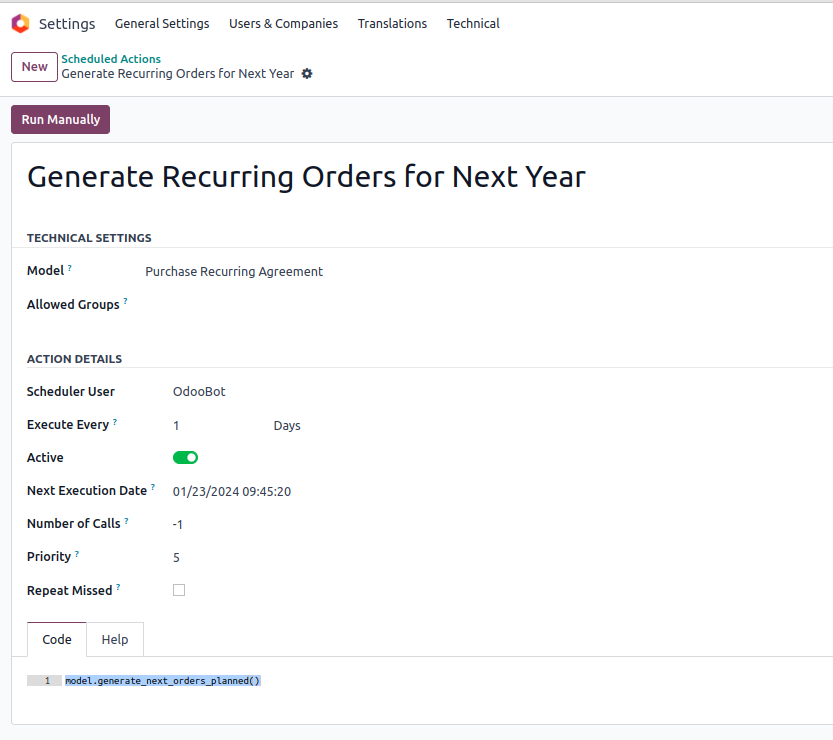 Settings General Settings Users & Companies Translations Technical
New
Scheduled Actions
Generate Recurring Orders for Next Year
Run Manually
Generate Recurring Orders for Next Year
TECHNICAL SETTINGS
Model ? Purchase Recurring Agreement
Allowed Groups ?
ACTION DETAILS
Scheduler User OdooBot
Execute Every ? 1 Days
Active
Next Execution Date ? 01/23/2024 09:45:20
Number of Calls ? -1
Priority ? 5
Repeat Missed ?
Code Help
1 model.generate_next_orders_planned()